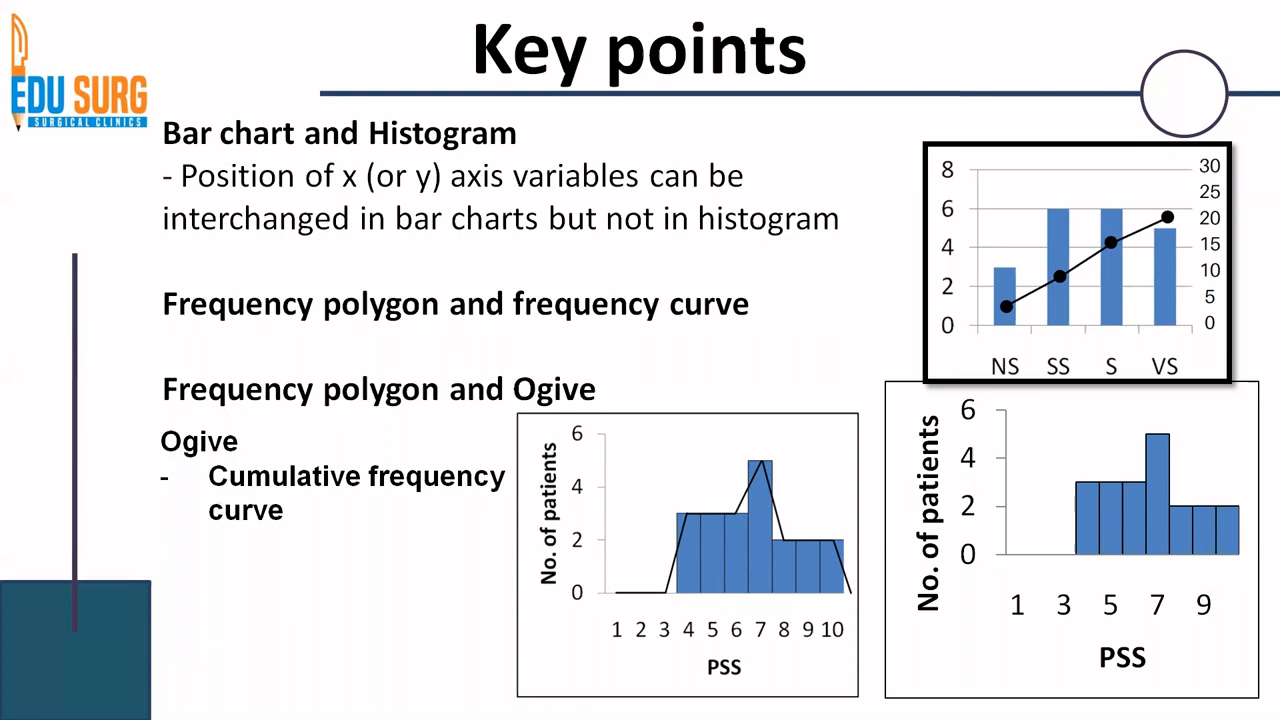 Key points
EDU SURG
SURGICAL CLINICS
Bar chart and Histogram
- Position of x (or y) axis variables can be
interchanged in bar charts but not in histogram
Frequency polygon and frequency curve
Frequency polygon and Ogive
Ogive
- Cumulative frequency
curve
8
6
4
2
0
30
25
20
15
10
5
0
NS SS S VS
No. of patients
6
4
2
0
1 2 3 4 5 6 7 8 9 10
PSS
No. of patients
6
4
2
0
1 3 5 7 9
PSS